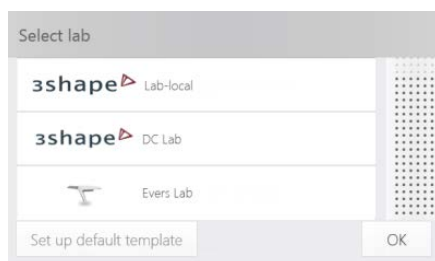 Select lab
3shape Lab-local
3shape DC Lab
Evers Lab
Set up default template OK